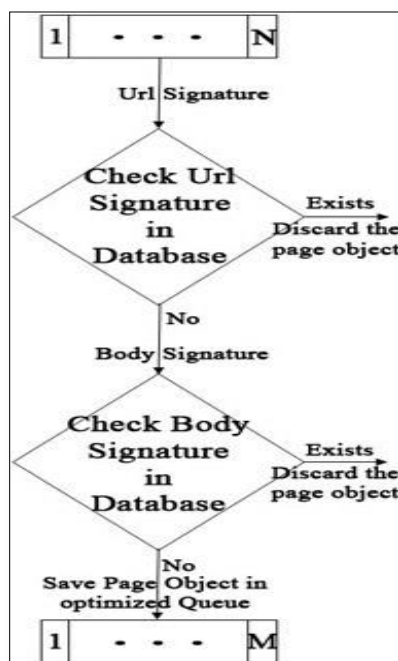 1 • • • N
Url Signature
Check Url
Signature
in
Database
Exists
Discard the
page object
No
Body Signature
Check Body
Signature
in
Database
Exists
Discard the
page object
No
Save Page Object in
optimized Queue
1 • • • M